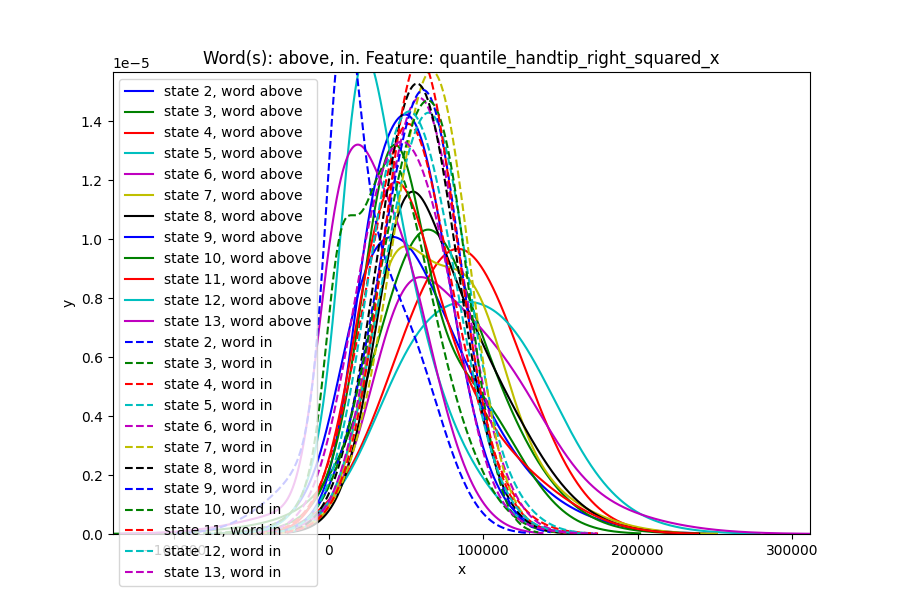 Word(s): above, in. Feature: quantile_handtip_right_squared_x
1e−5
state 2, word above
state 3, word above
state 4, word above
state 5, word above
state 6, word above
state 7, word above
state 8, word above
state 9, word above
state 10, word above
state 11, word above
state 12, word above
state 13, word above
state 2, word in
state 3, word in
state 4, word in
state 5, word in
state 6, word in
state 7, word in
state 8, word in
state 9, word in
state 10, word in
state 11, word in
state 12, word in
state 13, word in
1.4
1.2
1.0
0.8
0.6
0.4
0.2
0.0
y
−100000
0
100000
200000
300000
x